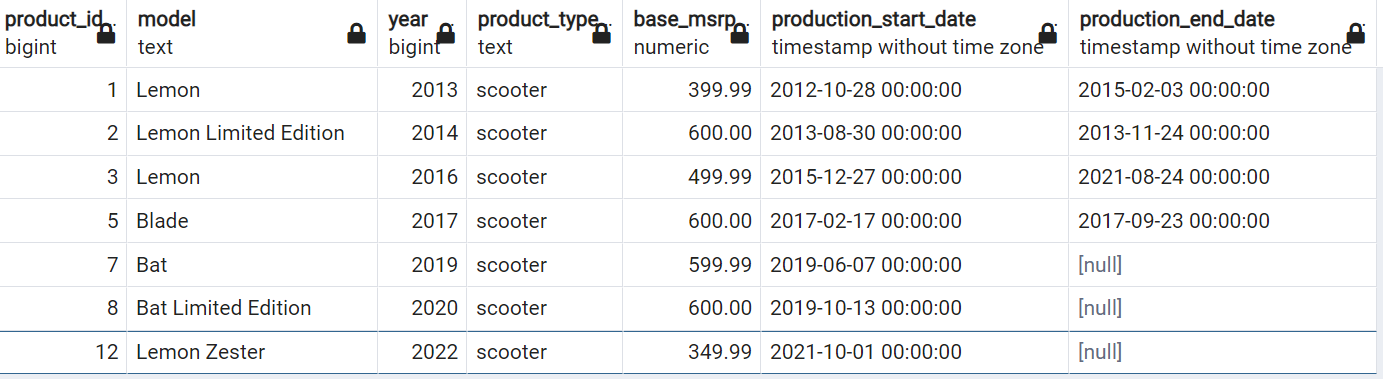 product_id model year product_type base_msrp production_start_date production_end_date
bigint text bigint text numeric timestamp without time zone timestamp without time zone
1 Lemon 2013 scooter 399.99 2012-10-28 00:00:00 2015-02-03 00:00:00
2 Lemon Limited Edition 2014 scooter 600.00 2013-08-30 00:00:00 2013-11-24 00:00:00
3 Lemon 2016 scooter 499.99 2015-12-27 00:00:00 2021-08-24 00:00:00
5 Blade 2017 scooter 600.00 2017-02-17 00:00:00 2017-09-23 00:00:00
7 Bat 2019 scooter 599.99 2019-06-07 00:00:00 [null]
8 Bat Limited Edition 2020 scooter 600.00 2019-10-13 00:00:00 [null]
12 Lemon Zester 2022 scooter 349.99 2021-10-01 00:00:00 [null]